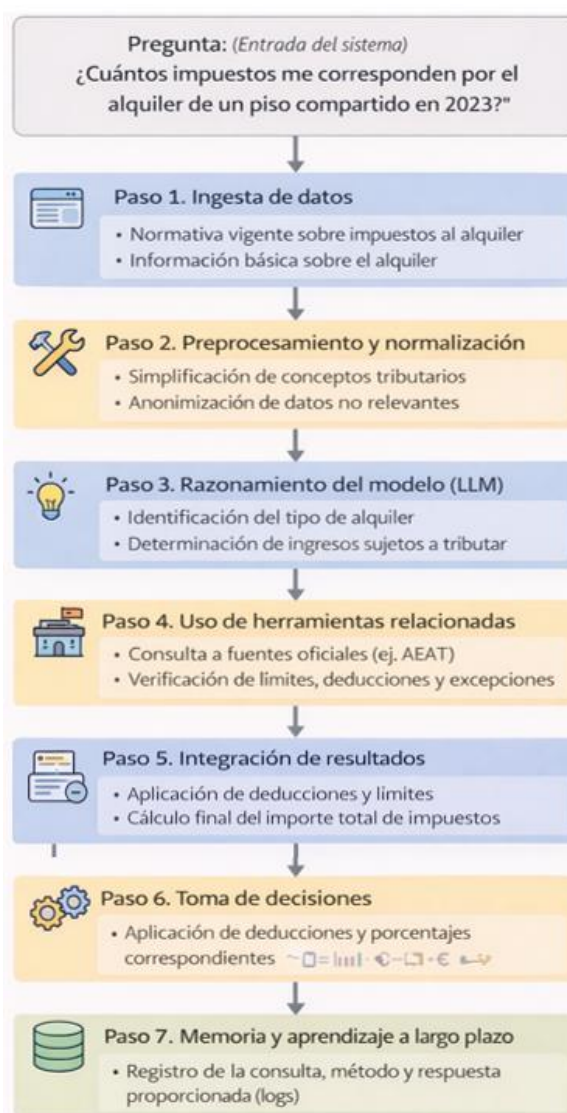 Pregunta: (Entrada del sistema)
¿Cuántos impuestos me corresponden por el
alquiler de un piso compartido en 2023?"
Paso 1. Ingesta de datos
• Normativa vigente sobre impuestos al alquiler
• Información básica sobre el alquiler
Paso 2. Preprocesamiento y normalización
• Simplificación de conceptos tributarios
• Anonimización de datos no relevantes
Paso 3. Razonamiento del modelo (LLM)
• Identificación del tipo de alquiler
• Determinación de ingresos sujetos a tributar
Paso 4. Uso de herramientas relacionadas
• Consulta a fuentes oficiales (ej. AEAT)
• Verificación de límites, deducciones y excepciones
Paso 5. Integración de resultados
• Aplicación de deducciones y límites
• Cálculo final del importe total de impuestos
Paso 6. Toma de decisiones
• Aplicación de deducciones y porcentajes
correspondientes
Paso 7. Memoria y aprendizaje a largo plazo
• Registro de la consulta, método y respuesta
proporcionada (logs)